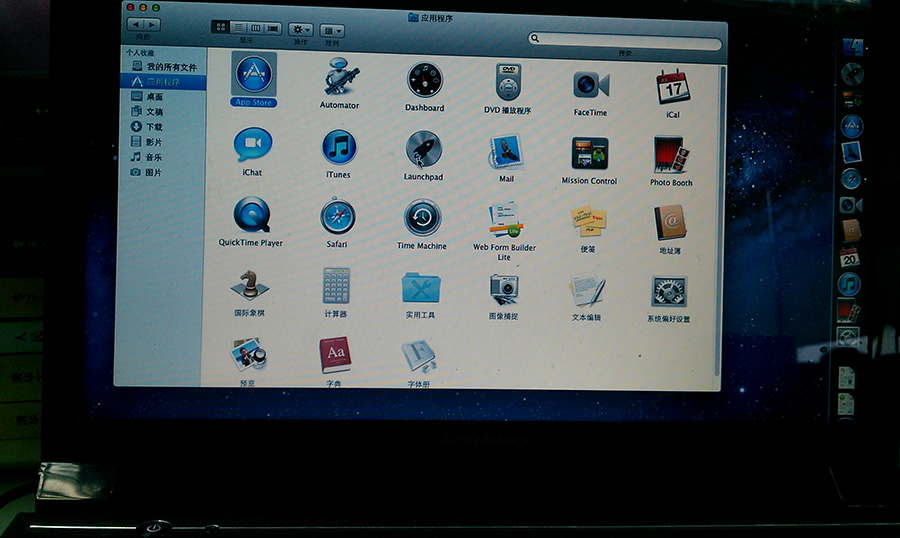 应用程序
向后
显示
操作
排列
搜索
个人收藏
我的所有文件
应用程序
桌面
文稿
下载
影片
音乐
图片
App Store
Automator
Dashboard
DVD
DVD 播放程序
FaceTime
17
iCal
iChat
iTunes
Launchpad
Mail
Mission Control
Photo Booth
QuickTime Player
Safari
Time Machine
Lite
Web Form Builder
Lite
便笺
@
地址簿
国际象棋
计算器
实用工具
图像捕捉
文本编辑
系统偏好设置
Aa
预览
字典
F
字体册
20
lenovo